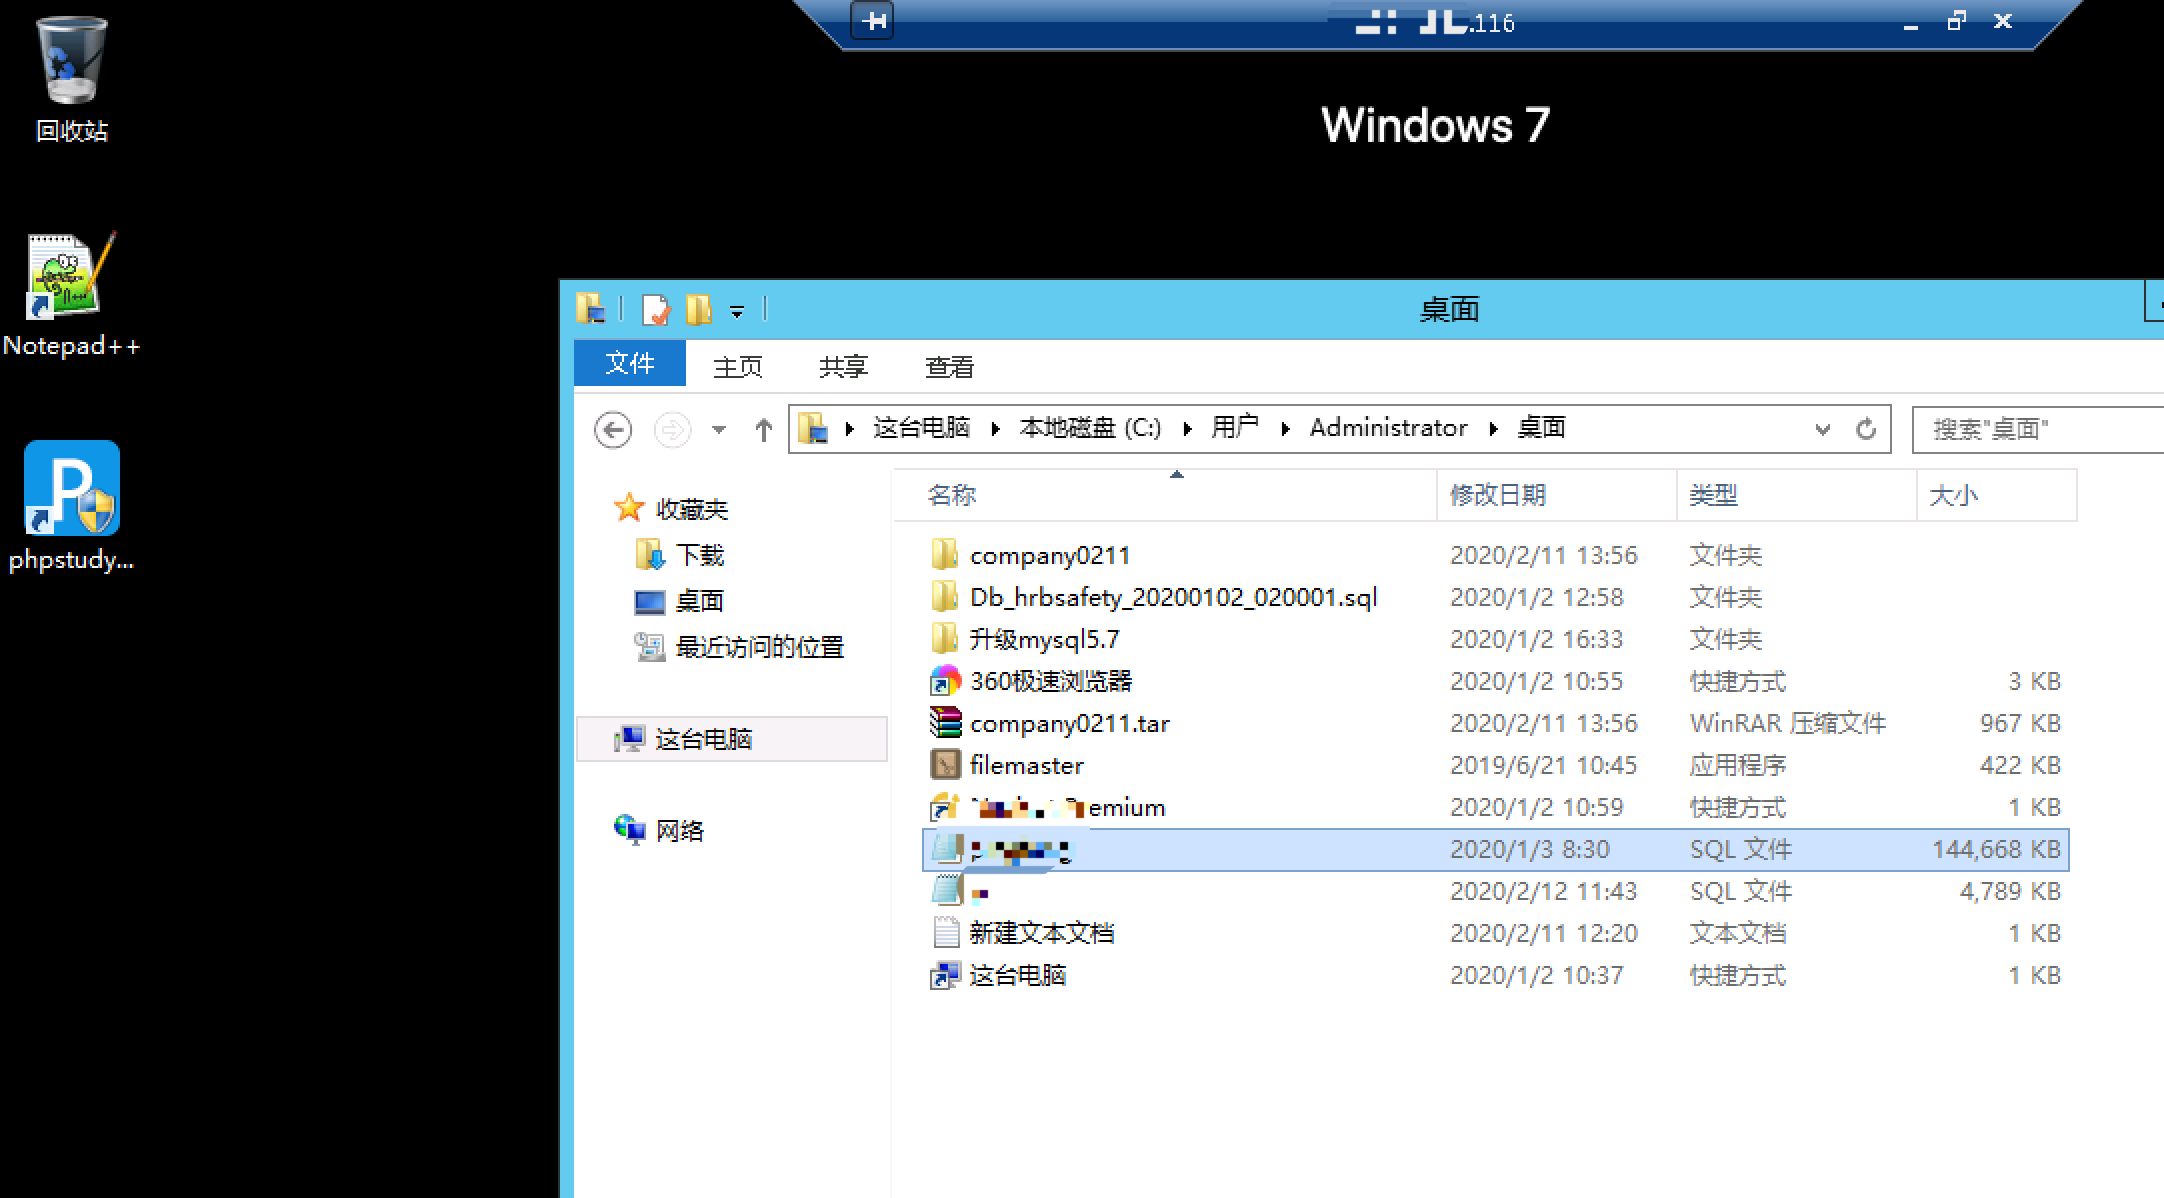 .116
Windows 7
回收站
Notepad++
phpstudy...
桌面
文件 主页 共享 查看
这台电脑 本地磁盘 (C:) 用户 Administrator 桌面
搜索"桌面"
收藏夹
下载
桌面
最近访问的位置
这台电脑
网络
名称 修改日期 类型 大小
company0211 2020/2/11 13:56 文件夹
Db_hrbsafety_20200102_020001.sql 2020/1/2 12:58 文件夹
升级mysql5.7 2020/1/2 16:33 文件夹
360极速浏览器 2020/1/2 10:55 快捷方式 3 KB
company0211.tar 2020/2/11 13:56 WinRAR 压缩文件 967 KB
filemaster 2019/6/21 10:45 应用程序 422 KB
Premium 2020/1/2 10:59 快捷方式 1 KB
2020/1/3 8:30 SQL 文件 144,668 KB
2020/2/12 11:43 SQL 文件 4,789 KB
新建文本文档 2020/2/11 12:20 文本文档 1 KB
这台电脑 2020/1/2 10:37 快捷方式 1 KB